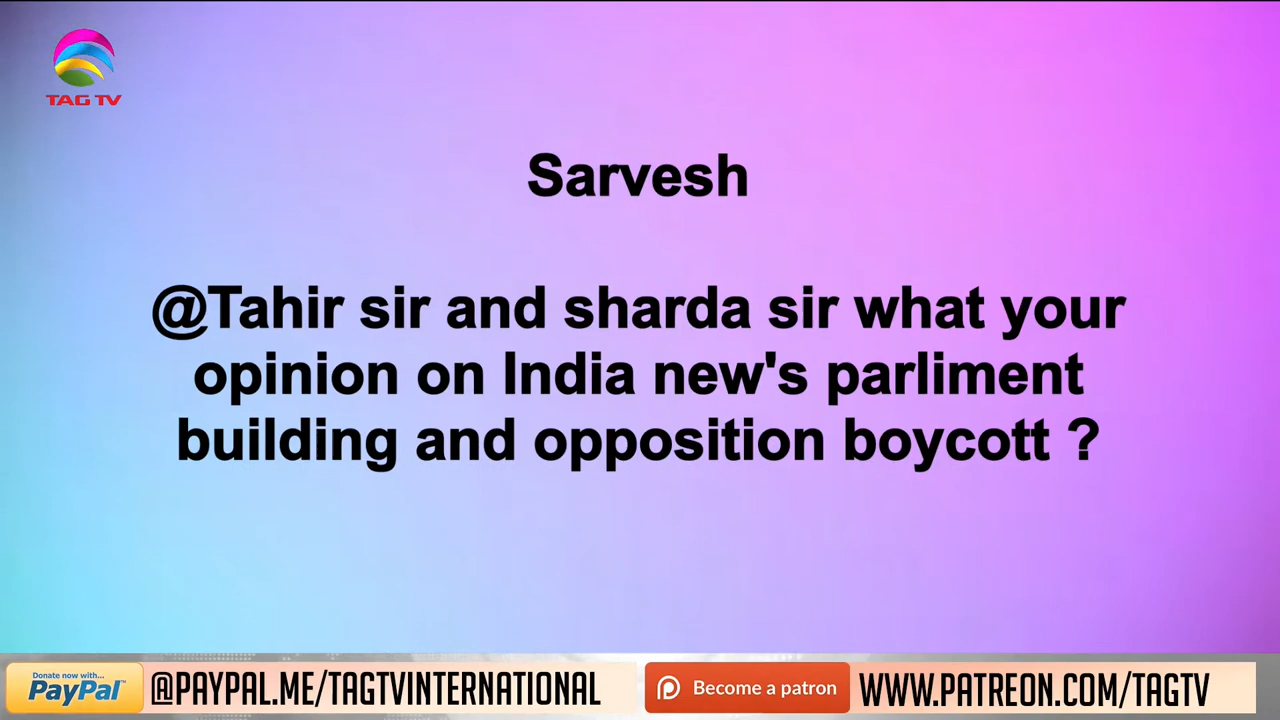 TAG TV
Sarvesh
@Tahir sir and sharda sir what your
opinion on India new's parliment
building and opposition boycott ?
Donate now with...
PayPal™
@PAYPAL.ME/TAGTVINTERNATIONAL
Become a patron
WWW.PATREON.COM/TAGTV